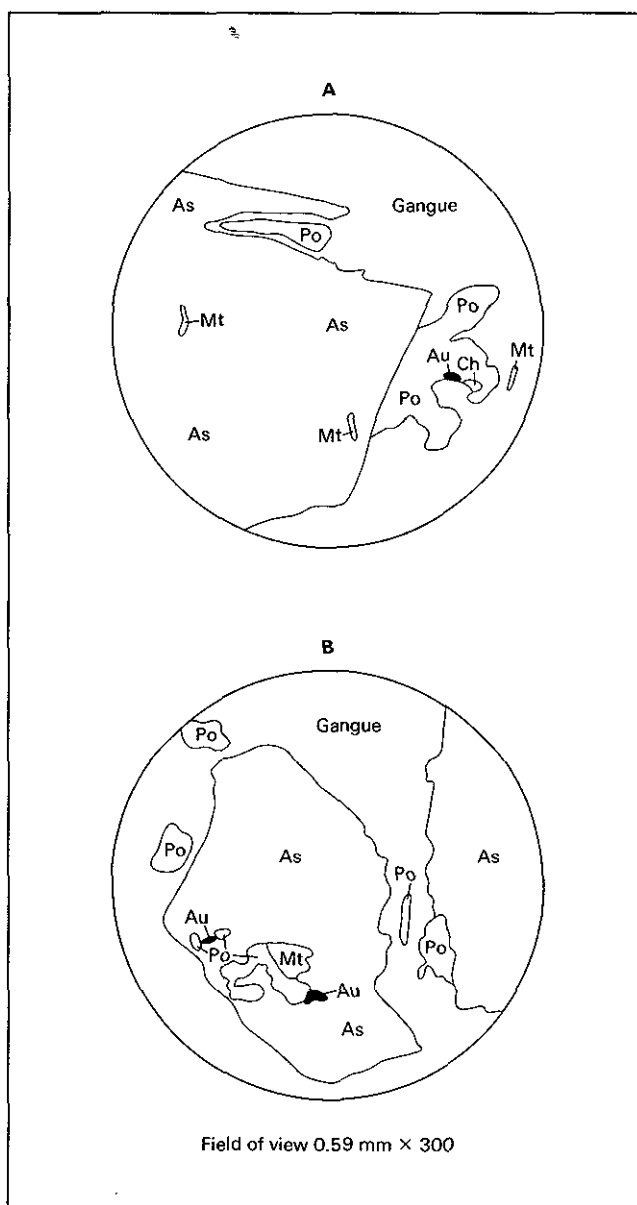 A
As
Gangue
Po
Po
Mt
As
Au Ch
Mt
Po
As
Mt
B
Gangue
Po
As
As
Po
Po
Au
Po
Mt
Po
Au
As
Field of view 0.59 mm × 300